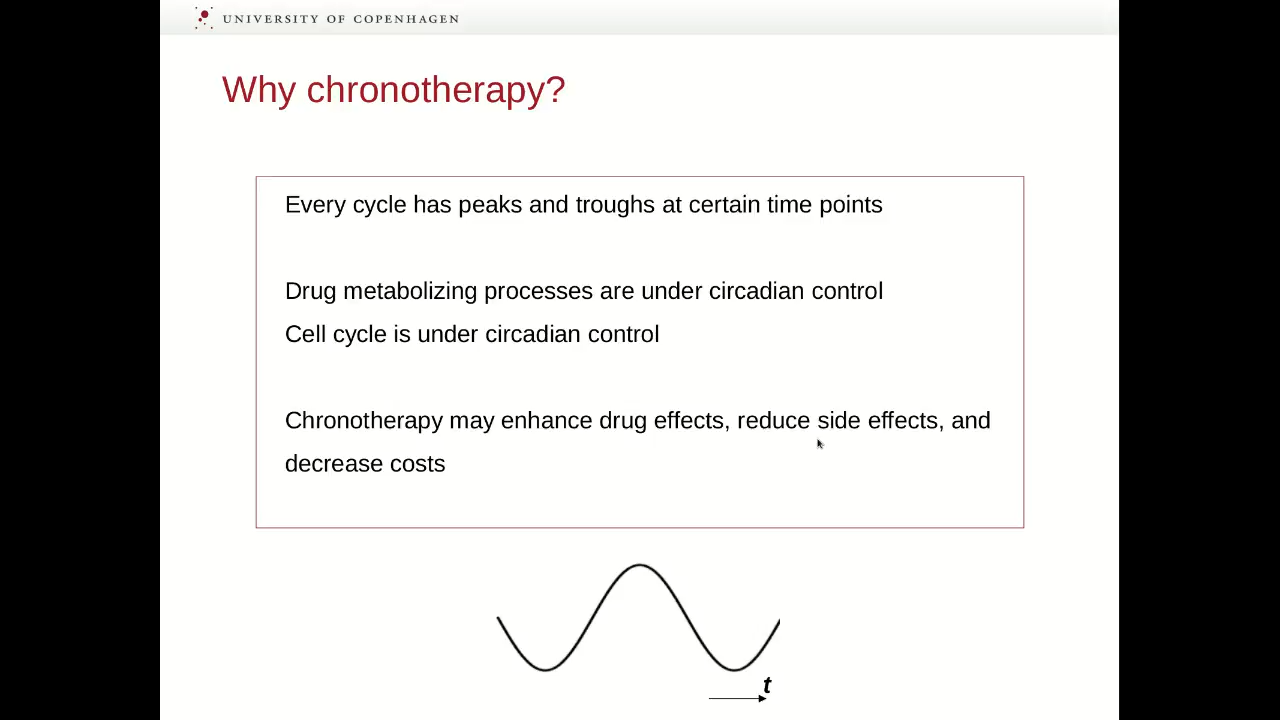 UNIVERSITY OF COPENHAGEN
Why chronotherapy?
Every cycle has peaks and troughs at certain time points
Drug metabolizing processes are under circadian control
Cell cycle is under circadian control
Chronotherapy may enhance drug effects, reduce side effects, and
decrease costs
t